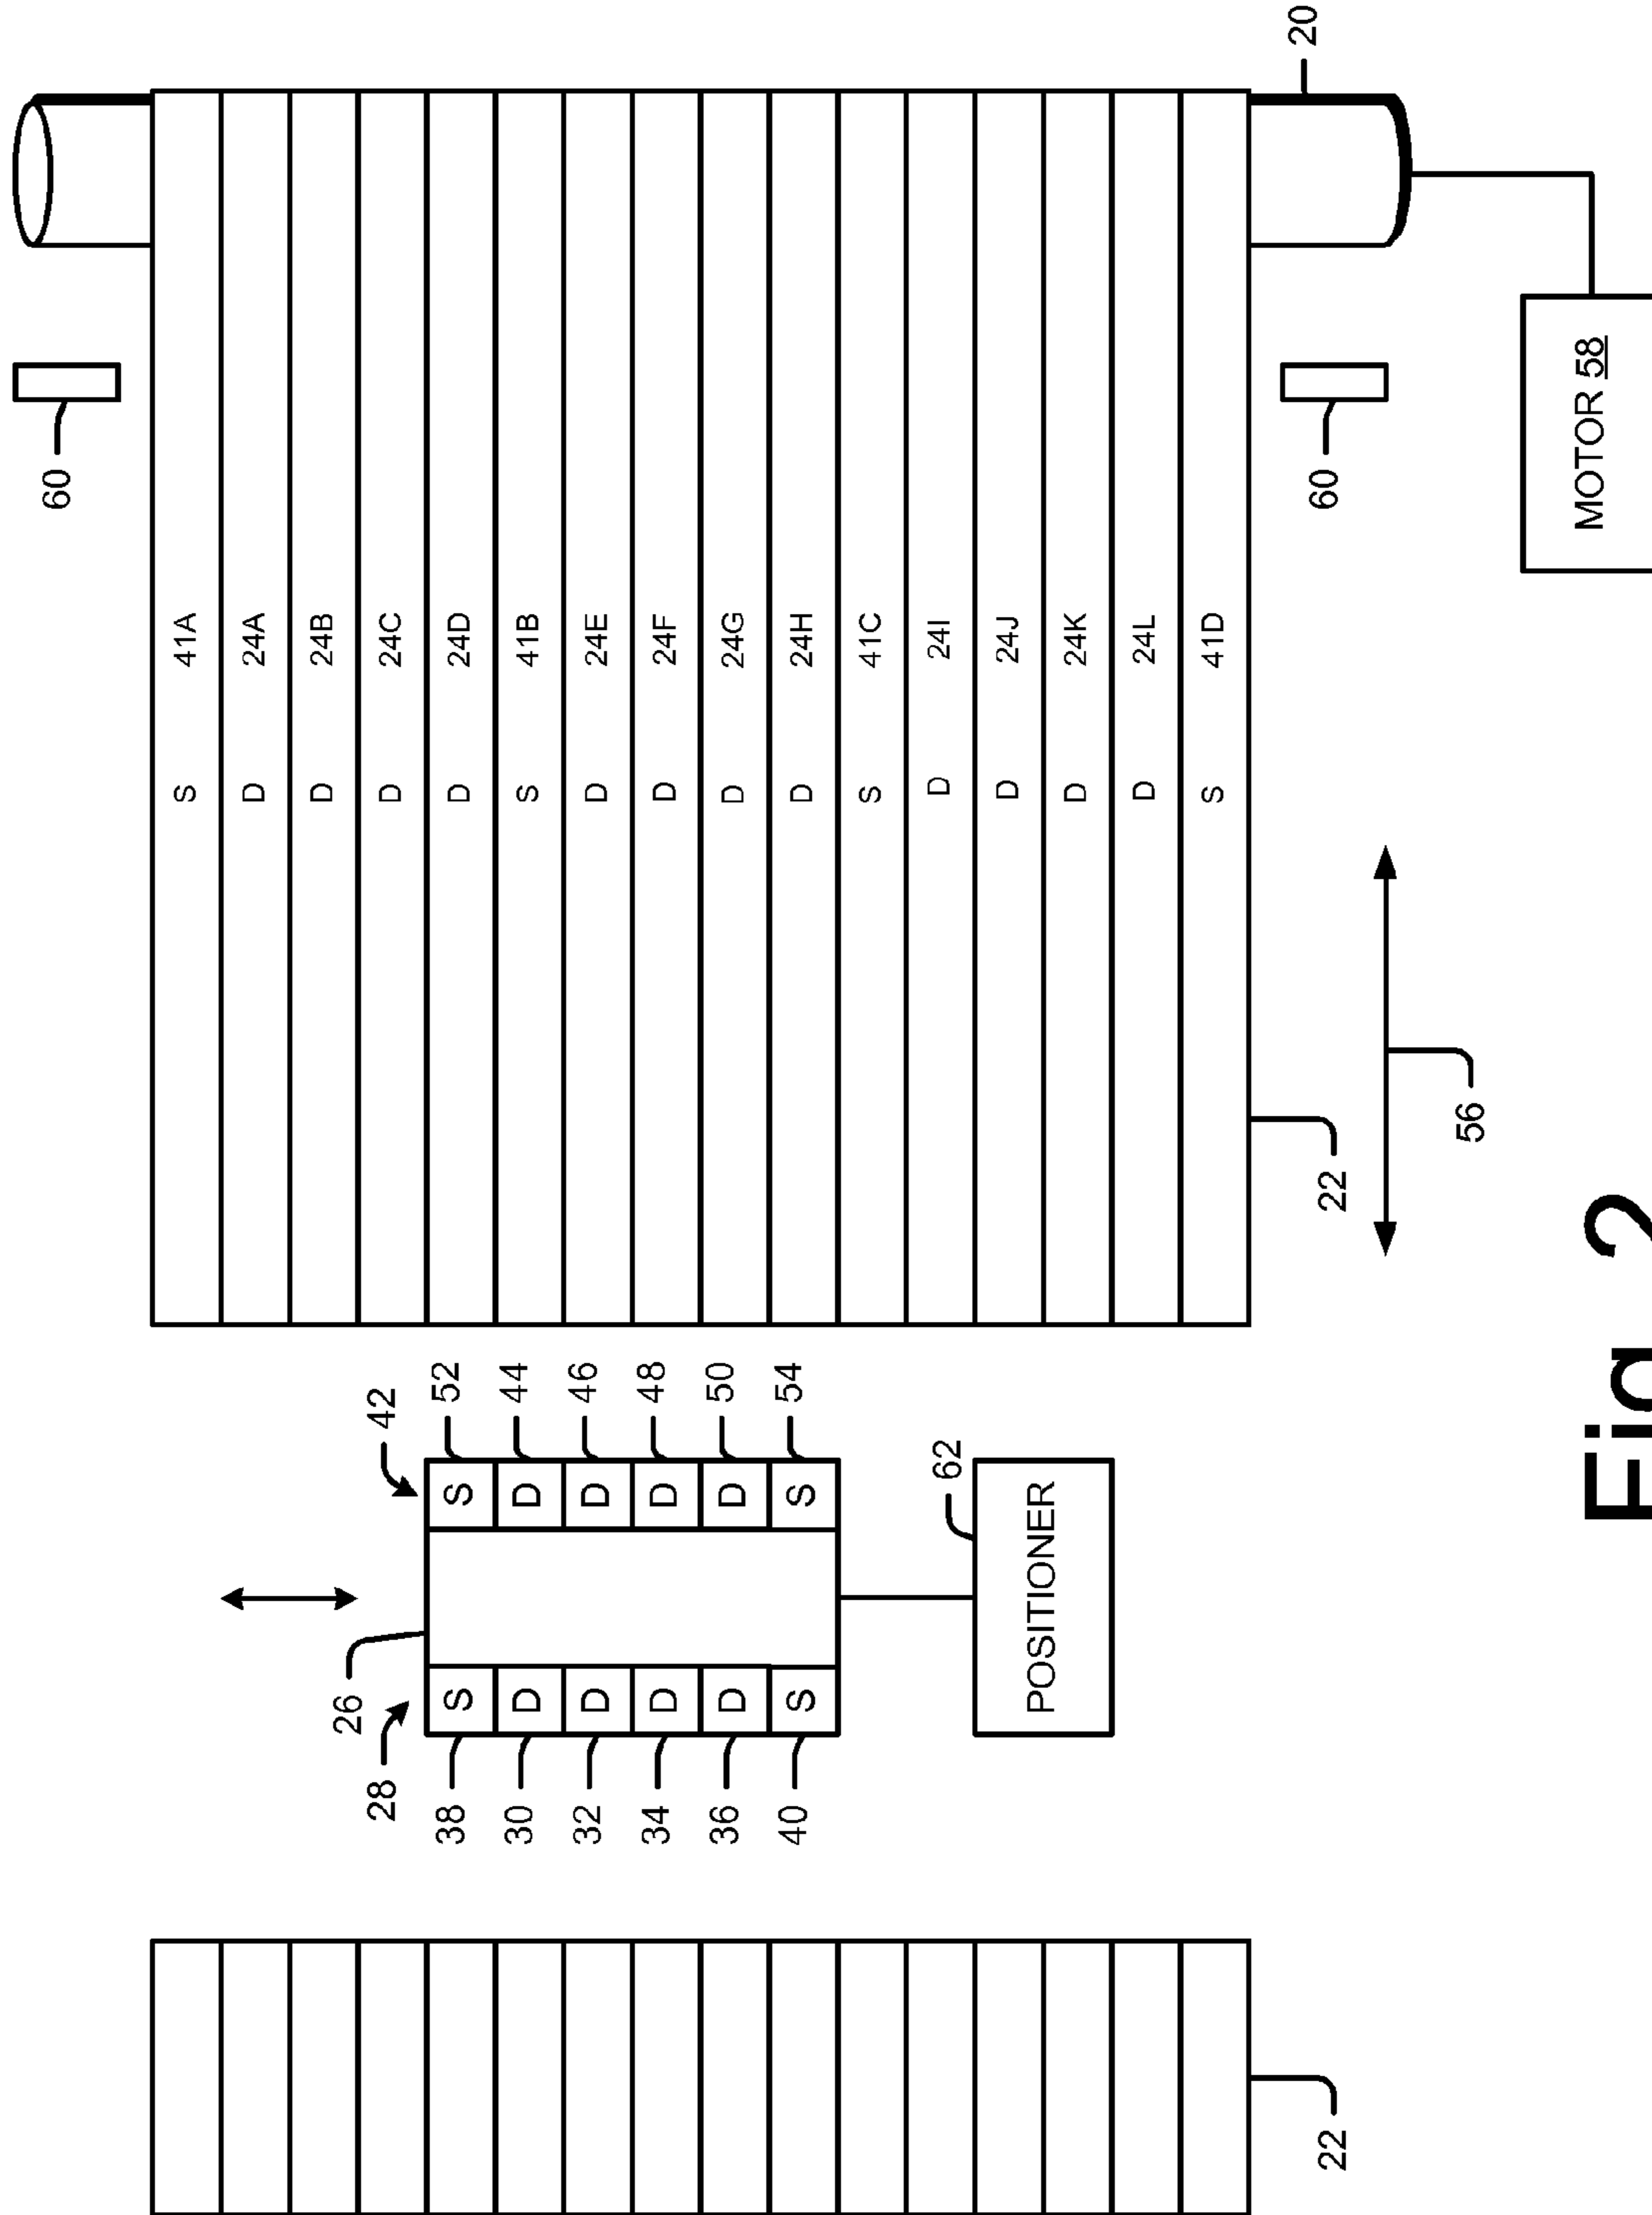 60
S 41A
D 24A
D 24B
26
28 42
D 24C
38 S S 52 D 24D
30 D D 44 S 41B
32 D D 46 D 24E
34 D D 48 D 24F
36 D D 50 D 24G
40 S S 54 D 24H
S 41C
62 D 24I
D 24J
POSITIONER
D 24K
D 24L
S 41D
22 22 60 20
56
MOTOR 58
Fig. 2